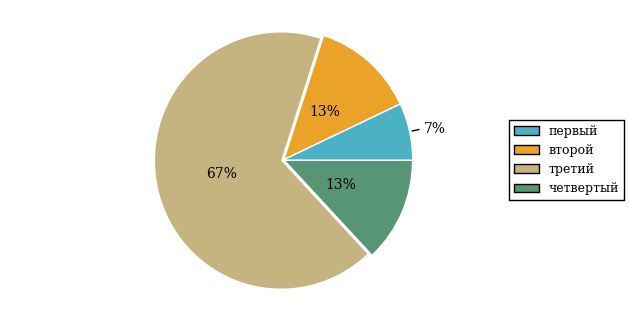 13%
7%
67%
13%
первый
второй
третий
четвертый